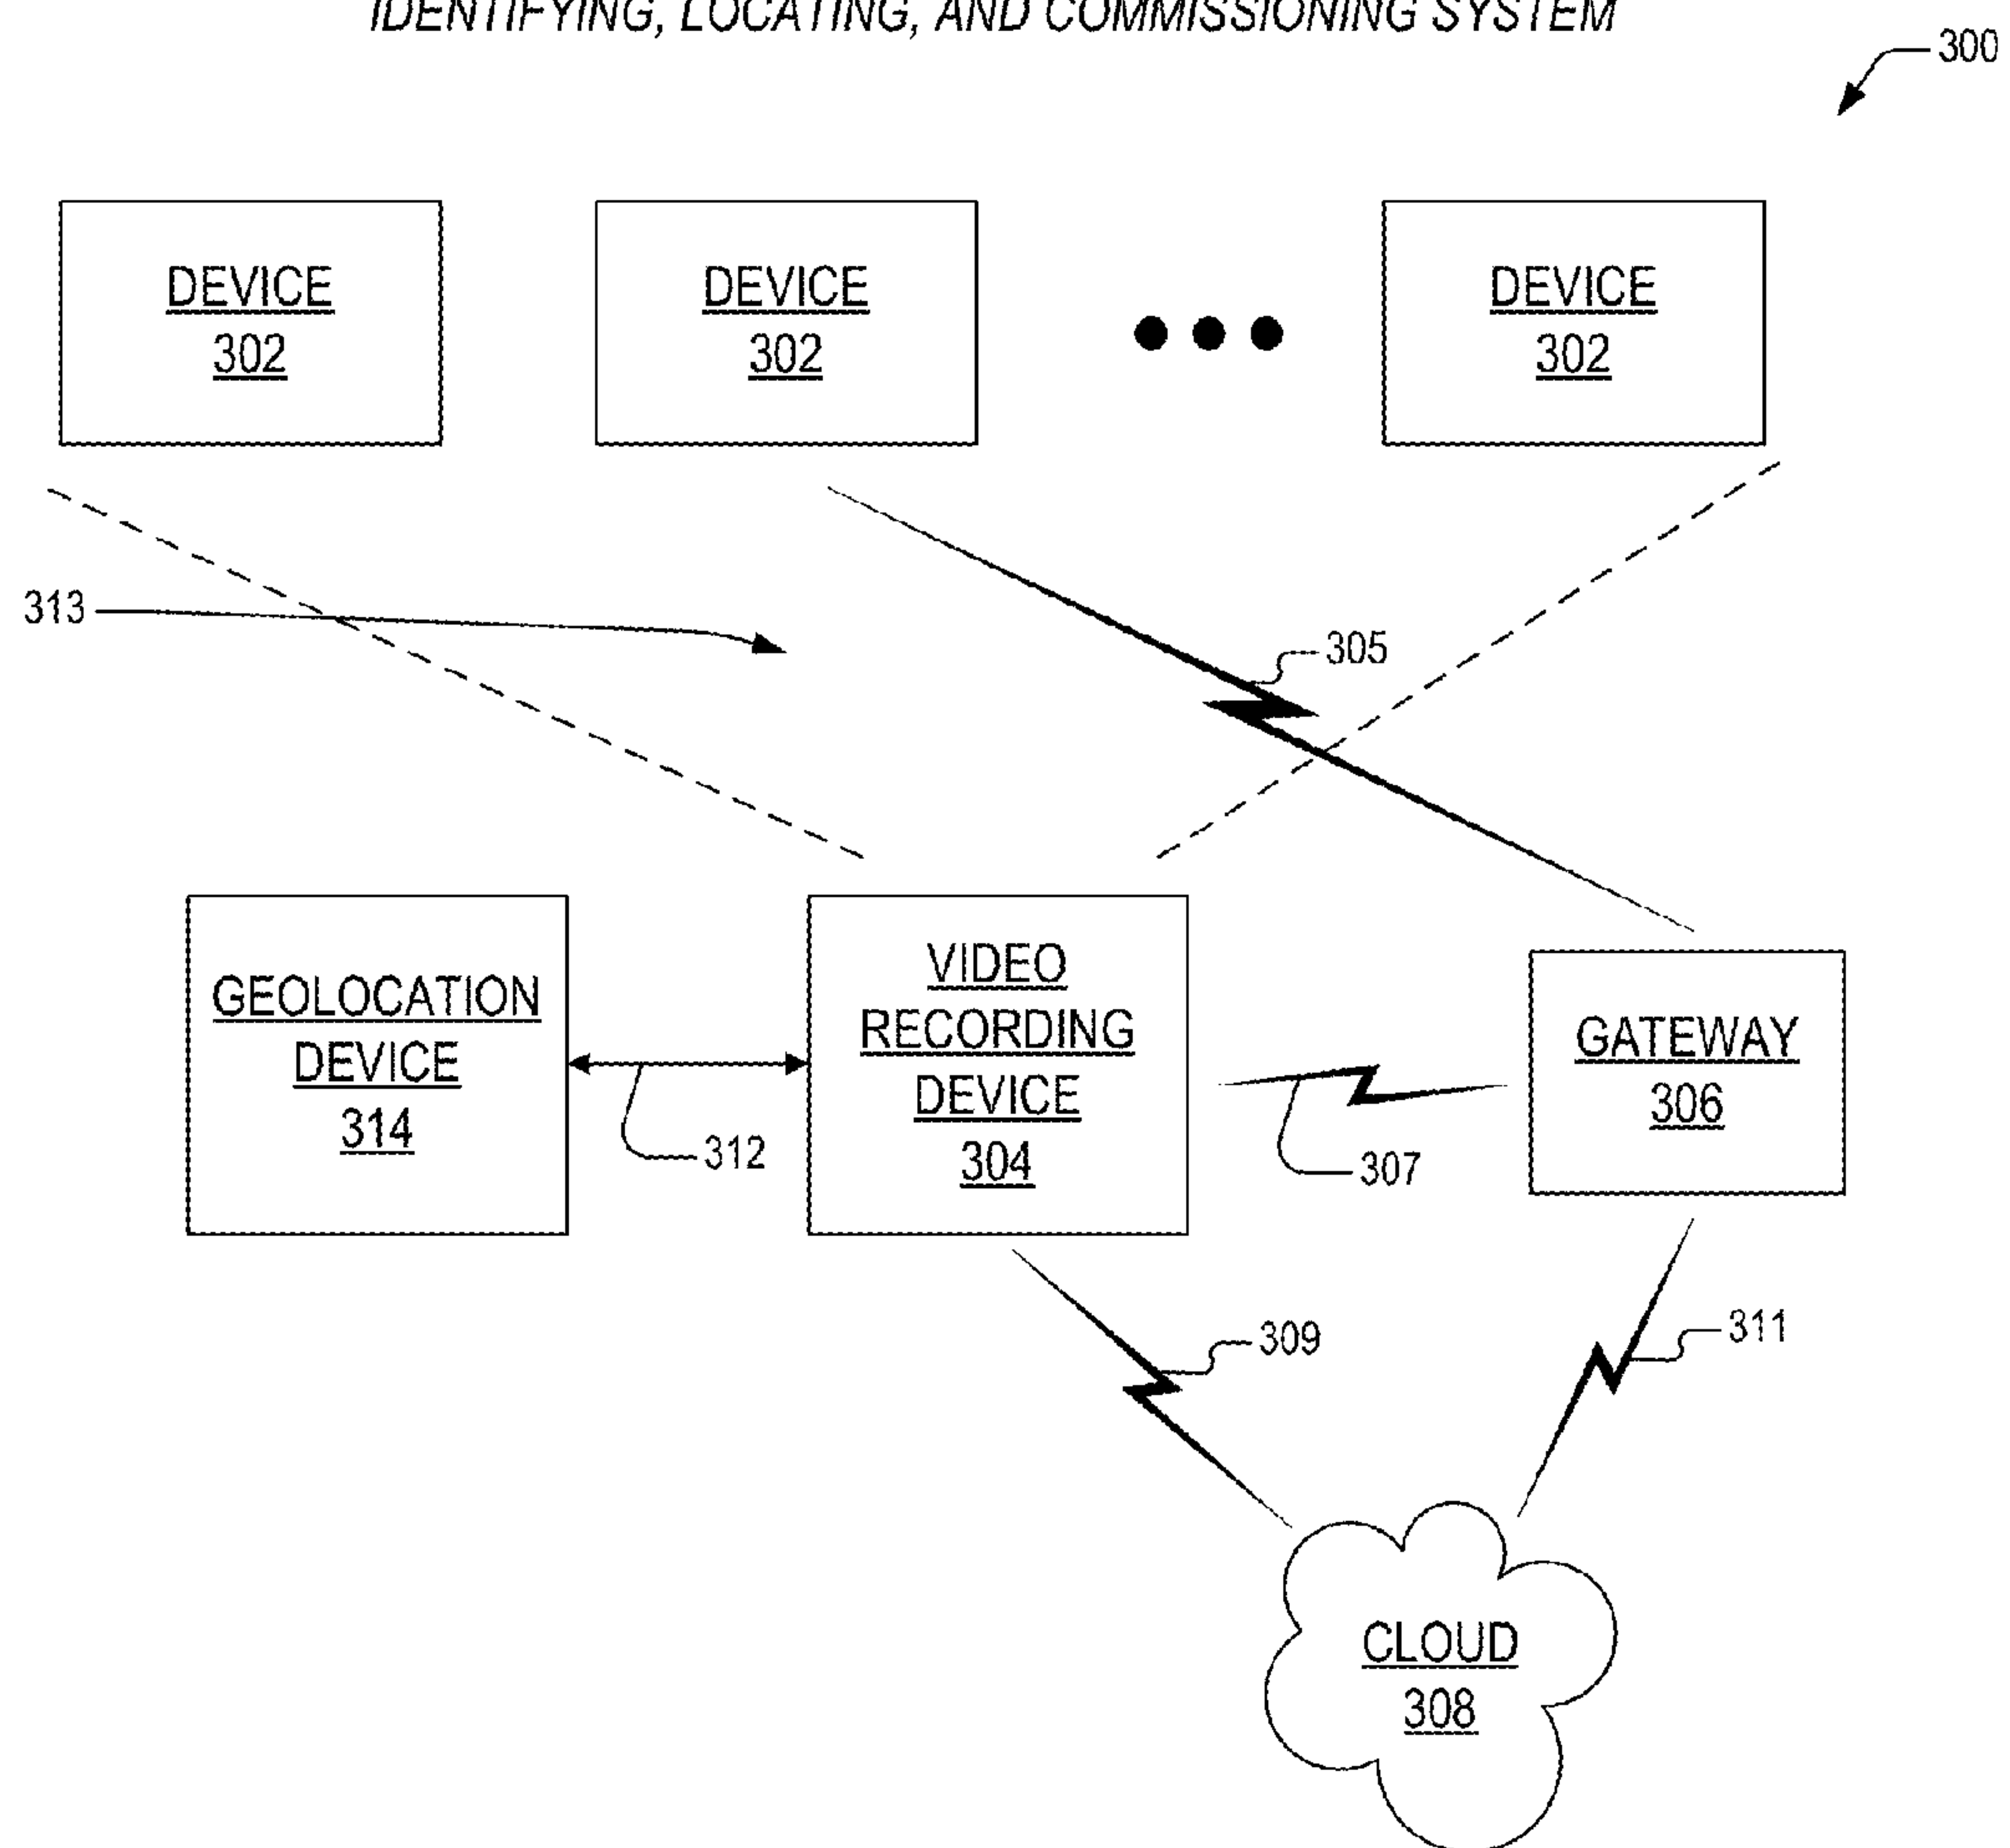 IDENTIFYING, LOCATING, AND COMMISSIONING SYSTEM
300
DEVICE
302
DEVICE
302
DEVICE
302
313
305
GEOLOCATION
DEVICE
314
312
VIDEO
RECORDING
DEVICE
304
307
GATEWAY
306
309
311
CLOUD
308